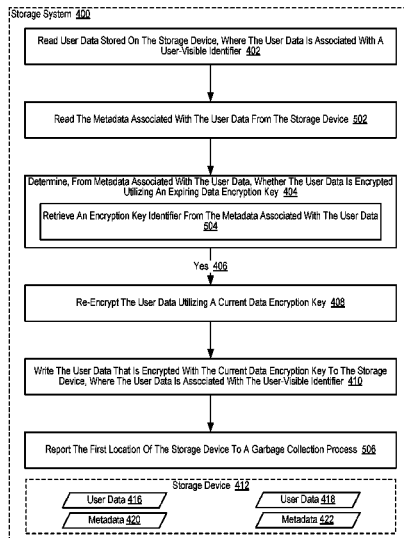 Storage System 400
Read User Data Stored On The Storage Device, Where The User Data Is Associated With A
User-Visible Identifier 402
Read The Metadata Associated With The User Data From The Storage Device 502
Determine, From Metadata Associated With The User Data, Whether The User Data Is Encrypted
Utilizing An Expiring Data Encryption Key 404
Retrieve An Encryption Key Identifier From The Metadata Associated With The User Data
504
Yes 406
Re-Encrypt The User Data Utilizing A Current Data Encryption Key 408
Write The User Data That Is Encrypted With The Current Data Encryption Key To The Storage
Device, Where The User Data Is Associated With The User-Visible Identifier 410
Report The First Location Of The Storage Device To A Garbage Collection Process 506
Storage Device 412
User Data 416 User Data 418
Metadata 420 Metadata 422